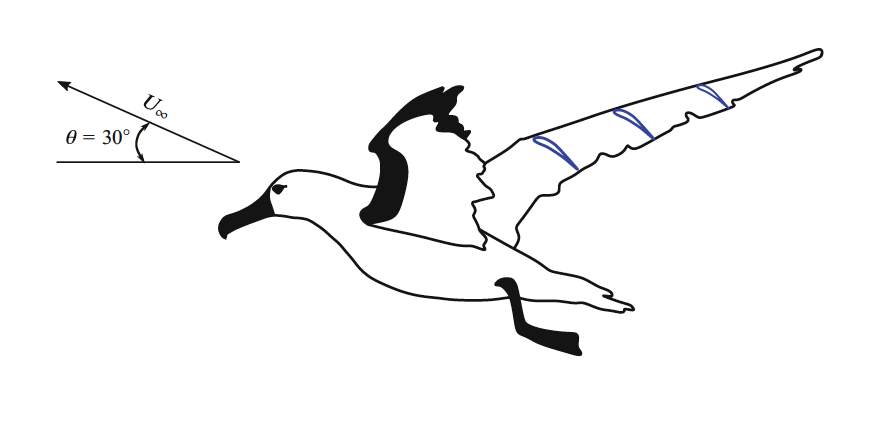 U∞
θ = 30°